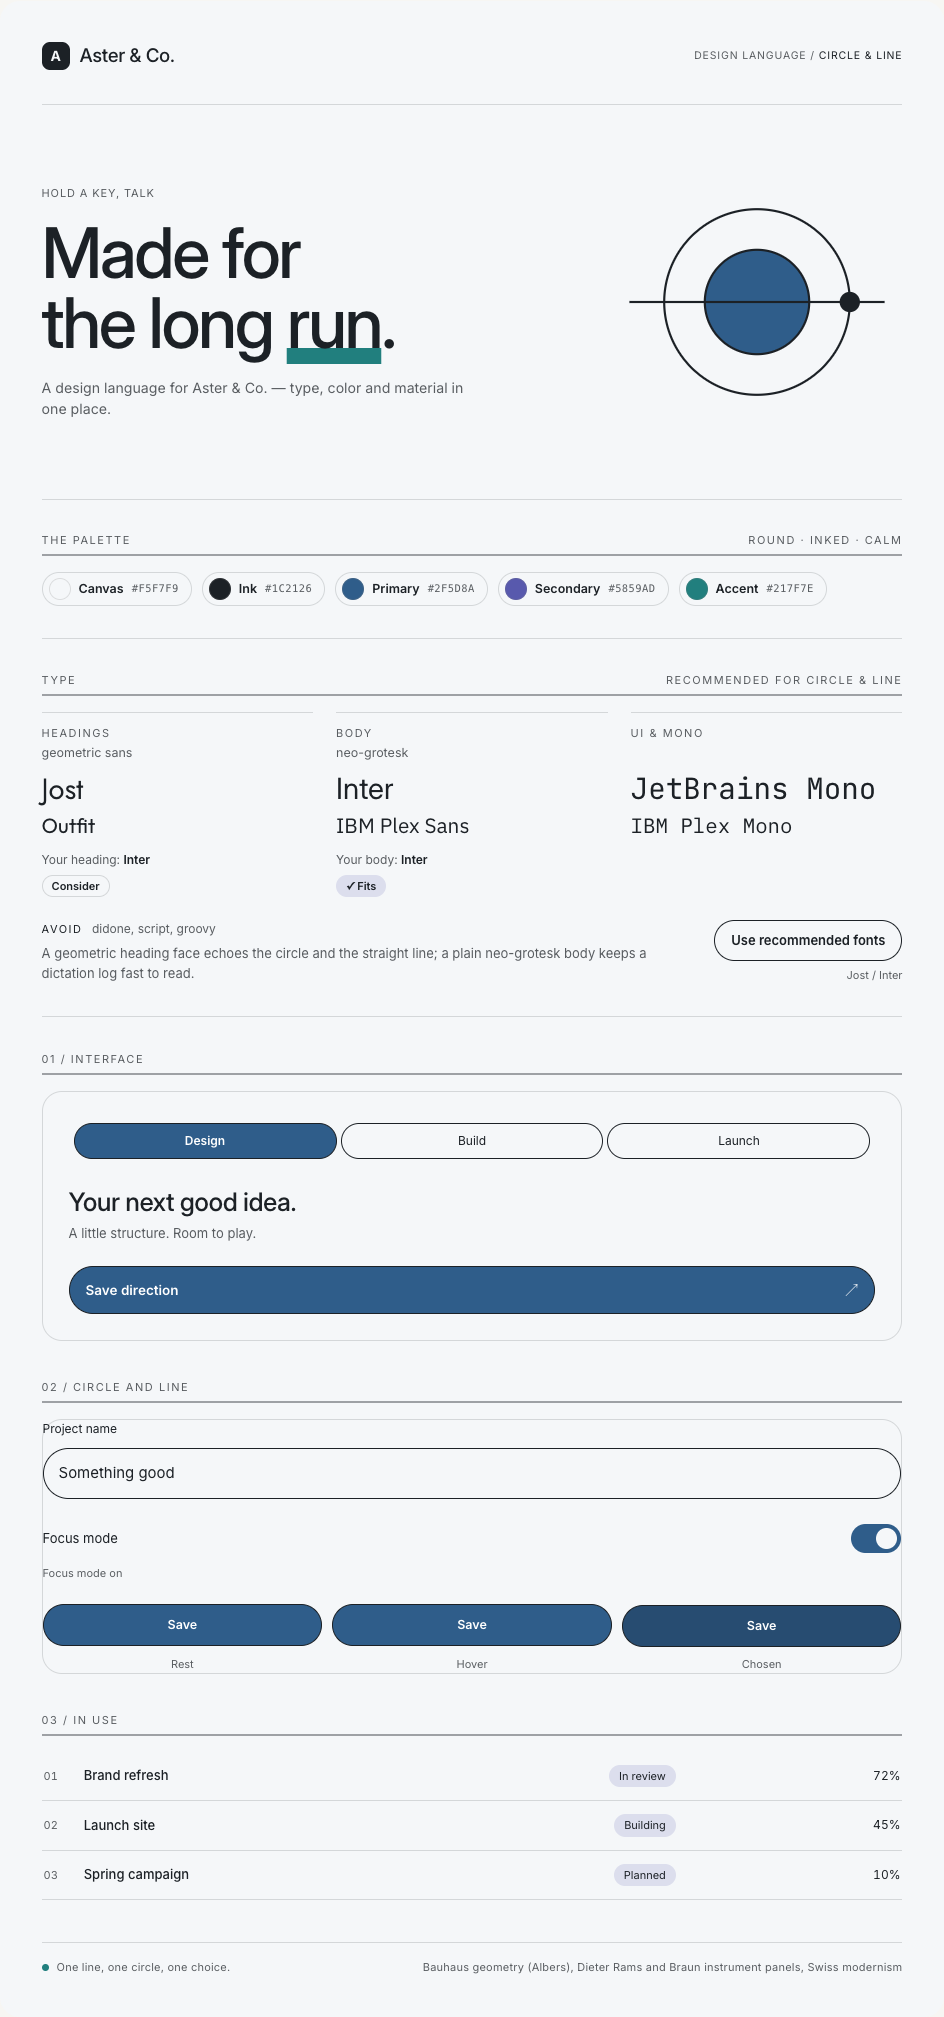 A Aster & Co.
DESIGN LANGUAGE / CIRCLE & LINE
HOLD A KEY, TALK
Made for
the long run.
A design language for Aster & Co. — type, color and material in
one place.
THE PALETTE
ROUND · INKED · CALM
Canvas #F5F7F9
Ink #1C2126
Primary #2F5D8A
Secondary #5859AD
Accent #217F7E
TYPE
RECOMMENDED FOR CIRCLE & LINE
HEADINGS
geometric sans
Jost
Outfit
Your heading: Inter
Consider
BODY
neo-grotesk
Inter
IBM Plex Sans
Your body: Inter
✓ Fits
UI & MONO
JetBrains Mono
IBM Plex Mono
AVOID didone, script, groovy
A geometric heading face echoes the circle and the straight line; a plain neo-grotesk body keeps a
dictation log fast to read.
Use recommended fonts
Jost / Inter
01 / INTERFACE
Design
Build
Launch
Your next good idea.
A little structure. Room to play.
Save direction ↗
02 / CIRCLE AND LINE
Project name
Something good
Focus mode
Focus mode on
Save
Save
Save
Rest
Hover
Chosen
03 / IN USE
01 Brand refresh In review 72%
02 Launch site Building 45%
03 Spring campaign Planned 10%
One line, one circle, one choice.
Bauhaus geometry (Albers), Dieter Rams and Braun instrument panels, Swiss modernism